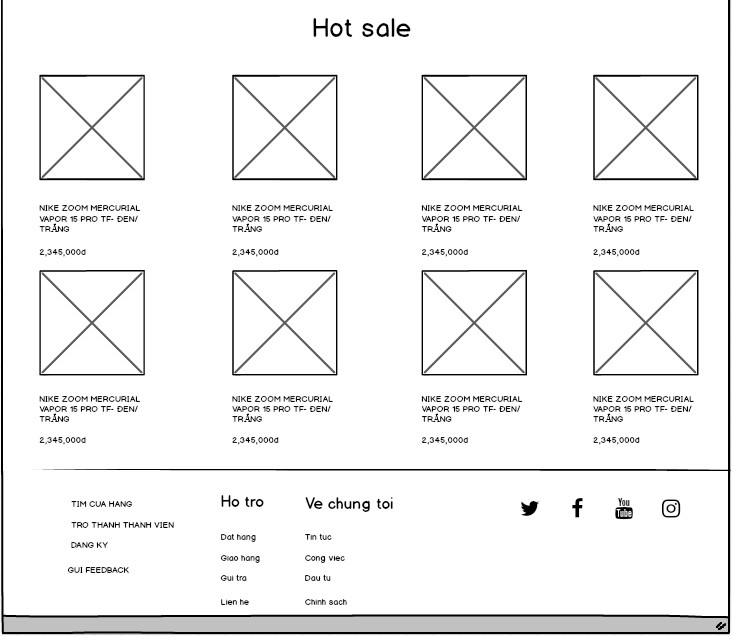 Hot sale
NIKE ZOOM MERCURIAL
VAPOR 15 PRO TF- ĐEN/
TRẮNG
2,345,000đ
NIKE ZOOM MERCURIAL
VAPOR 15 PRO TF- ĐEN/
TRẮNG
2,345,000đ
NIKE ZOOM MERCURIAL
VAPOR 15 PRO TF- ĐEN/
TRẮNG
2,345,000đ
NIKE ZOOM MERCURIAL
VAPOR 15 PRO TF- ĐEN/
TRẮNG
2,345,000đ
NIKE ZOOM MERCURIAL
VAPOR 15 PRO TF- ĐEN/
TRẮNG
2,345,000đ
NIKE ZOOM MERCURIAL
VAPOR 15 PRO TF- ĐEN/
TRẮNG
2,345,000đ
NIKE ZOOM MERCURIAL
VAPOR 15 PRO TF- ĐEN/
TRẮNG
2,345,000đ
NIKE ZOOM MERCURIAL
VAPOR 15 PRO TF- ĐEN/
TRẮNG
2,345,000đ
TIM CUA HANG
TRO THANH THANH VIEN
DANG KY
GUI FEEDBACK
Ho tro
Dat hang
Giao hang
Gui tra
Lien he
Ve chung toi
Tin tuc
Cong viec
Dau tu
Chinh sach
You
Tube